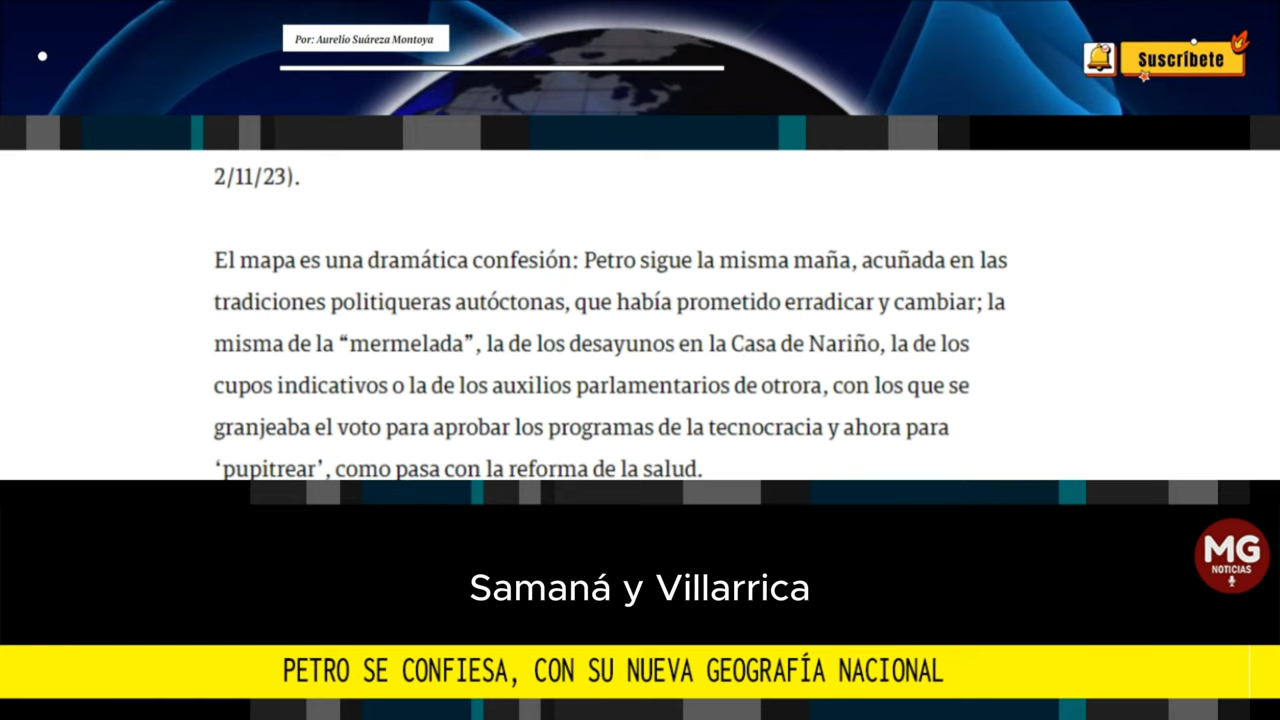 Por: Aurelio Suáreza Montoya
Suscríbete
2/11/23).
El mapa es una dramática confesión: Petro sigue la misma maña, acuñada en las
tradiciones politiqueras autóctonas, que había prometido erradicar y cambiar; la
misma de la “mermelada”, la de los desayunos en la Casa de Nariño, la de los
cupos indicativos o la de los auxilios parlamentarios de otrora, con los que se
granjeaba el voto para aprobar los programas de la tecnocracia y ahora para
‘pupitrear’, como pasa con la reforma de la salud.
MG
NOTICIAS
Samaná y Villarrica
PETRO SE CONFIESA, CON SU NUEVA GEOGRAFÍA NACIONAL